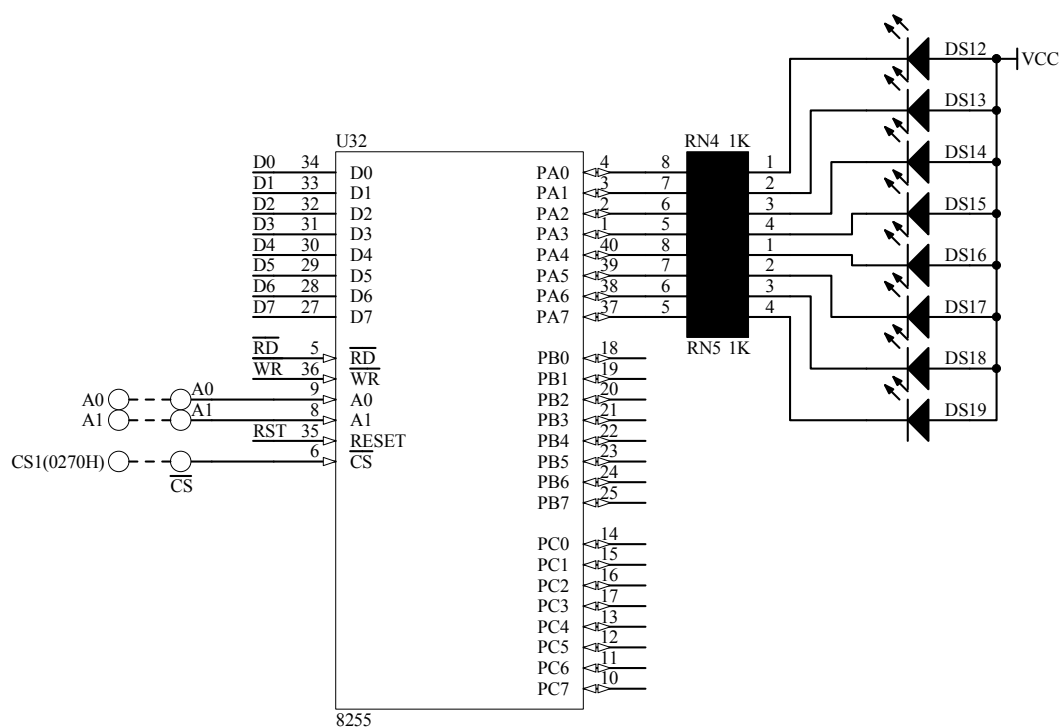 DS12
VCC
DS13
U32
RN4 1K
DS14
D0 34 D0 PA0 4 8 1
D1 33 D1 PA1 3 7 2
D2 32 D2 PA2 2 6 3
DS15
D3 31 D3 PA3 1 5 4
D4 30 D4 PA4 40 8 1
DS16
D5 29 D5 PA5 39 7 2
D6 28 D6 PA6 38 6 3
DS17
D7 27 D7 PA7 37 5 4
RN5 1K
RD 5 RD PB0 18
DS18
WR 36 WR PB1 19
A0 A0 9 A0 PB2 20
A1 A1 8 A1 PB3 21
DS19
RST 35 RESET PB4 22
CS1(0270H) 6 CS PB5 23
CS
PB6 24
PB7 25
PC0 14
PC1 15
PC2 16
PC3 17
PC4 13
PC5 12
PC6 11
PC7 10
8255